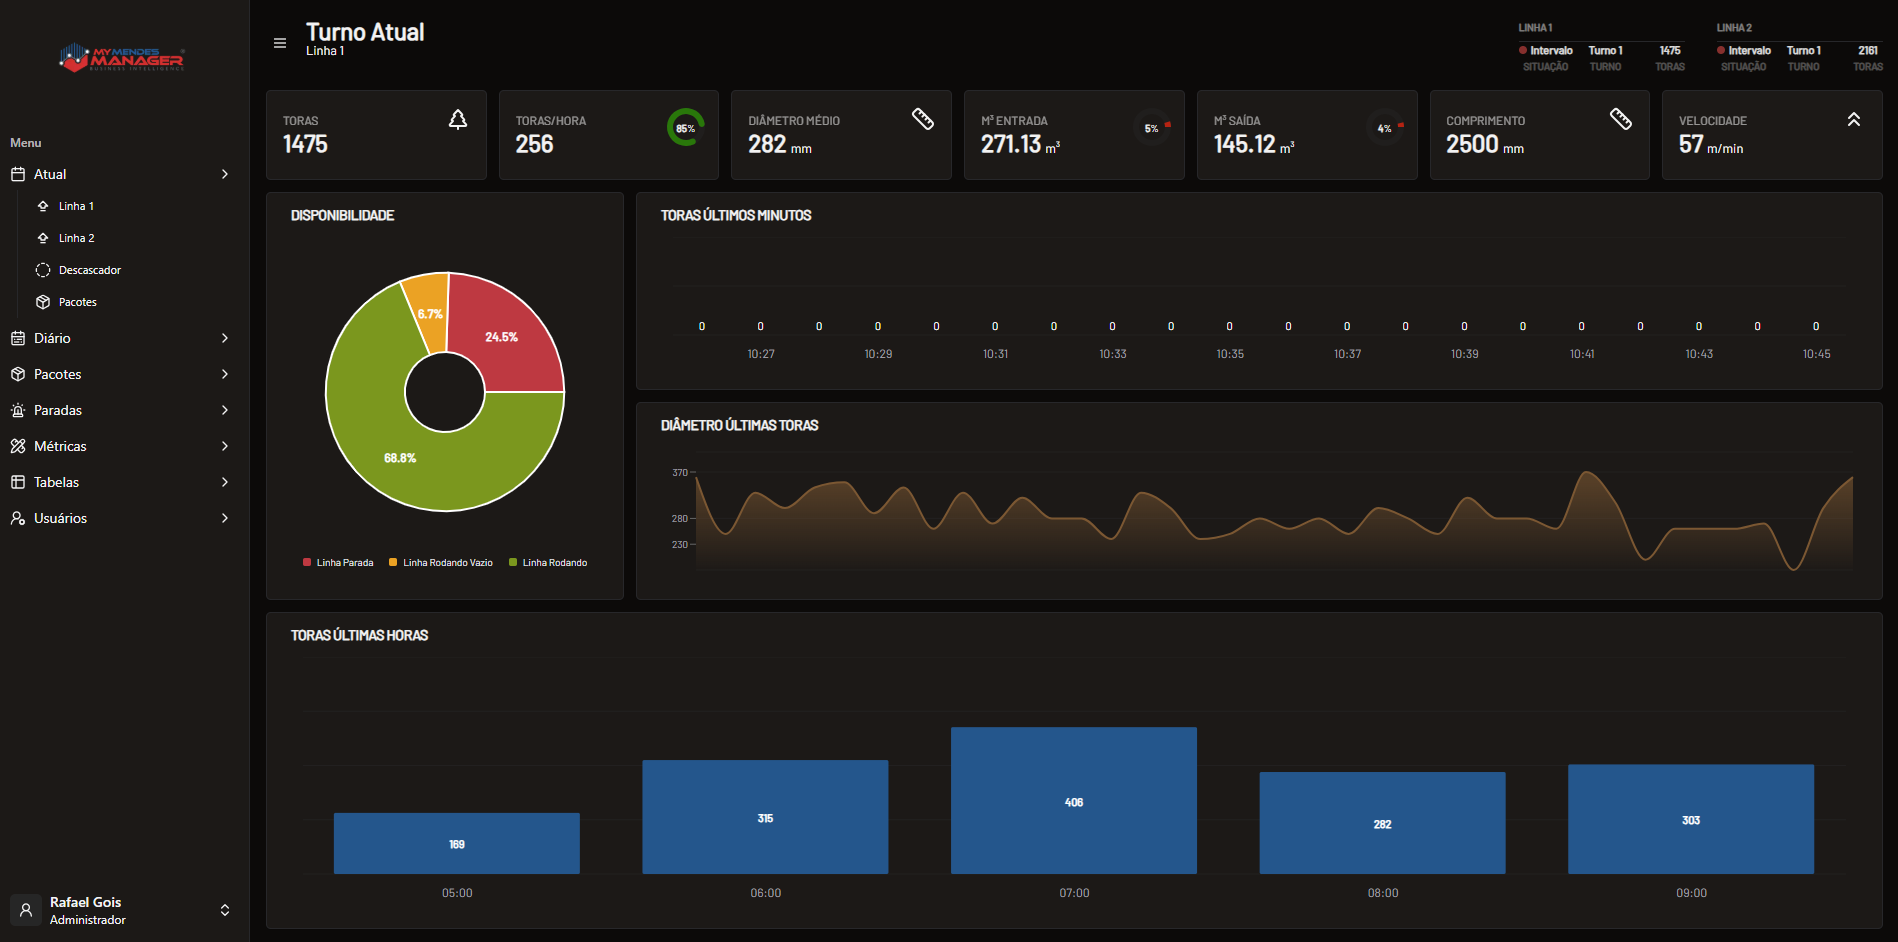 MYMENDES
MANAGER
BUSINESS INTELLIGENCE
Menu
Atual
Linha 1
Linha 2
Descascador
Pacotes
Diário
Pacotes
Paradas
Métricas
Tabelas
Usuários
Rafael Gois
Administrador
Turno Atual
Linha 1
LINHA 1
Intervalo Turno 1 1475
SITUAÇÃO TURNO TORAS
LINHA 2
Intervalo Turno 1 2161
SITUAÇÃO TURNO TORAS
TORAS
1475
TORAS/HORA
256
85%
DIÂMETRO MÉDIO
282 mm
M³ ENTRADA
271.13 m³
5%
M³ SAÍDA
145.12 m³
4%
COMPRIMENTO
2500 mm
VELOCIDADE
57 m/min
DISPONIBILIDADE
6.7%
24.5%
68.8%
Linha Parada Linha Rodando Vazio Linha Rodando
TORAS ÚLTIMOS MINUTOS
0 0 0 0 0 0 0 0 0 0 0 0 0 0 0 0 0 0 0 0
10:27 10:29 10:31 10:33 10:35 10:37 10:39 10:41 10:43 10:45
DIÂMETRO ÚLTIMAS TORAS
370
280
230
TORAS ÚLTIMAS HORAS
169 315 406 282 303
05:00 06:00 07:00 08:00 09:00